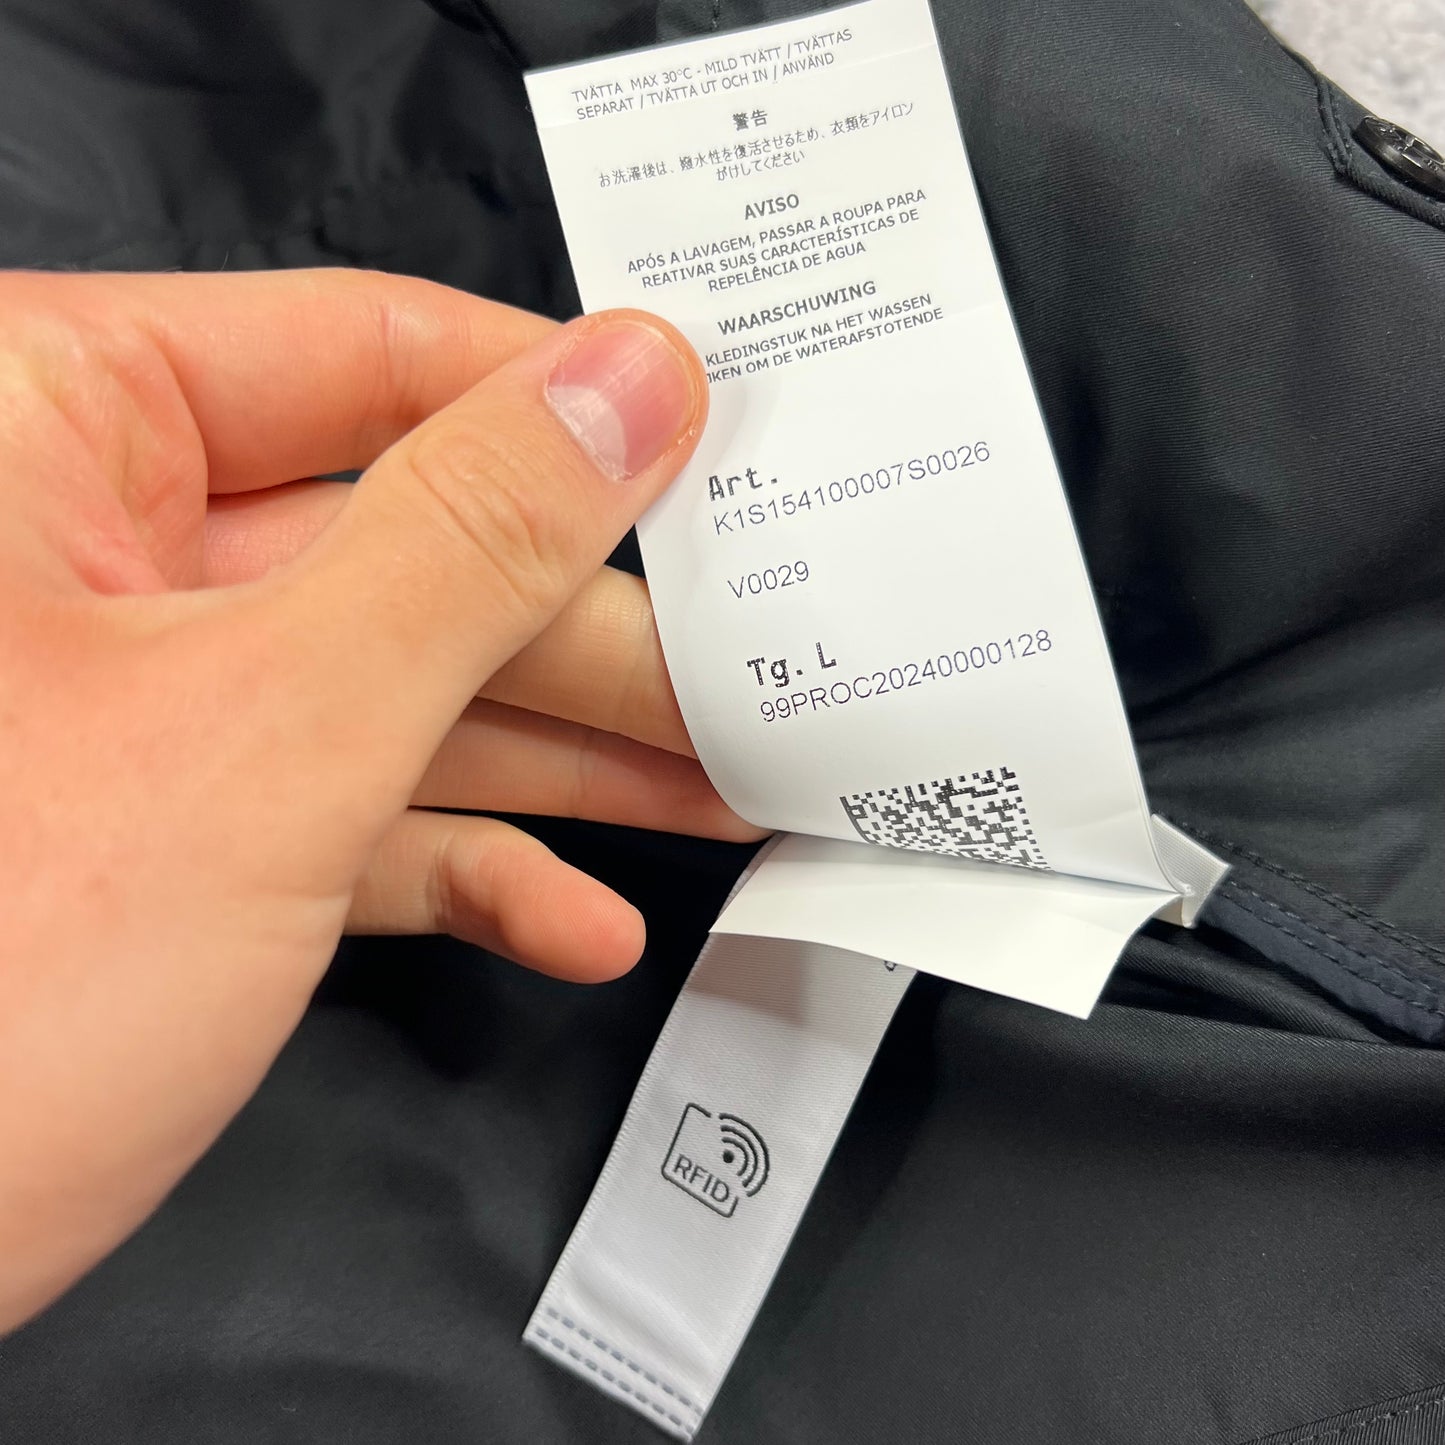 TVÄTTA MAX 30°C - MILD TVÄTT / TVÄTTAS
SEPARAT / TVÄTTA UT OCH IN / ANVÄND
警告
お洗濯後は、撥水性を復活させるため、衣類をアイロン
がけしてください
AVISO
APÓS A LAVAGEM, PASSAR A ROUPA PARA
REATIVAR SUAS CARACTERÍSTICAS DE
REPELÊNCIA DE AGUA
WAARSCHUWING
KLEDINGSTUK NA HET WASSEN
OM DE WATERAFSTOTENDE
Art.
K1S154100007S0026
V0029
Tg. L
99PROC20240000128
RFID